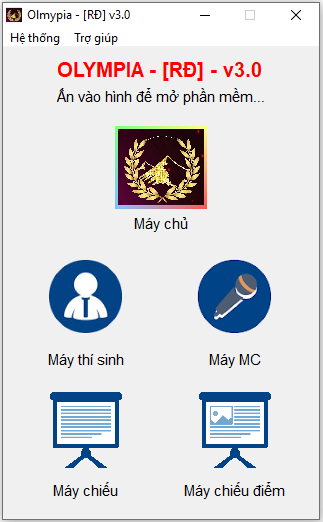 Olmypia - [RĐ] v3.0
Hệ thống Trợ giúp
OLYMPIA - [RĐ] - v3.0
Ấn vào hình để mở phần mềm...
Máy chủ
Máy thí sinh Máy MC
Máy chiếu Máy chiếu điểm